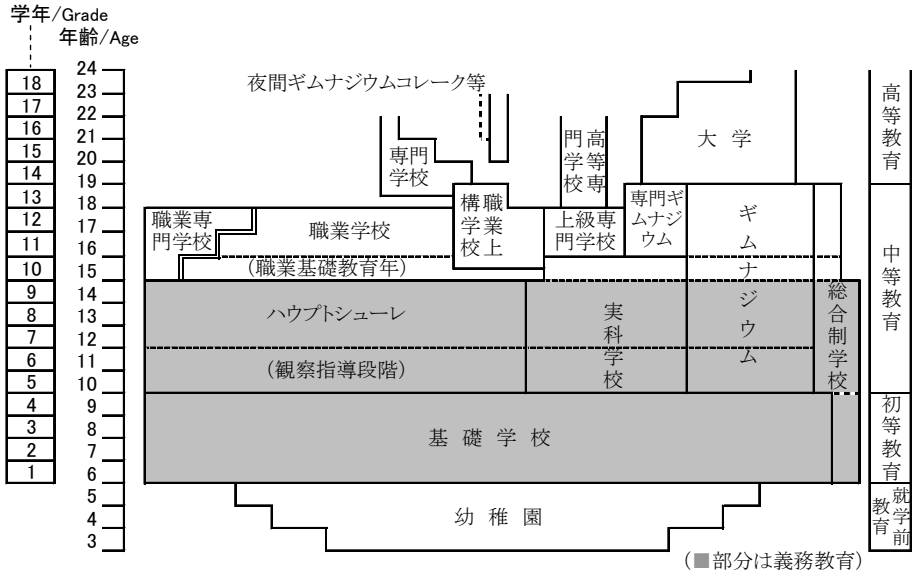 学年/Grade
年齢/Age
18
17
16
15
14
13
12
11
10
9
8
7
6
5
4
3
2
1
24
23
22
21
20
19
18
17
16
15
14
13
12
11
10
9
8
7
6
5
4
3
夜間ギムナジウムコレーク等
専門
学校
高等専
門学校
大学
職業専
門学校
職業学校
職業上
構学校
上級専
門学校
専門ギ
ムナジ
ウム
ギムナジウム
(職業基礎教育年)
ハウプトシューレ
実科学校
総合制学校
(観察指導段階)
基礎学校
幼稚園
高等教育
中等教育
初等教育
就学前
教育
(■部分は義務教育)